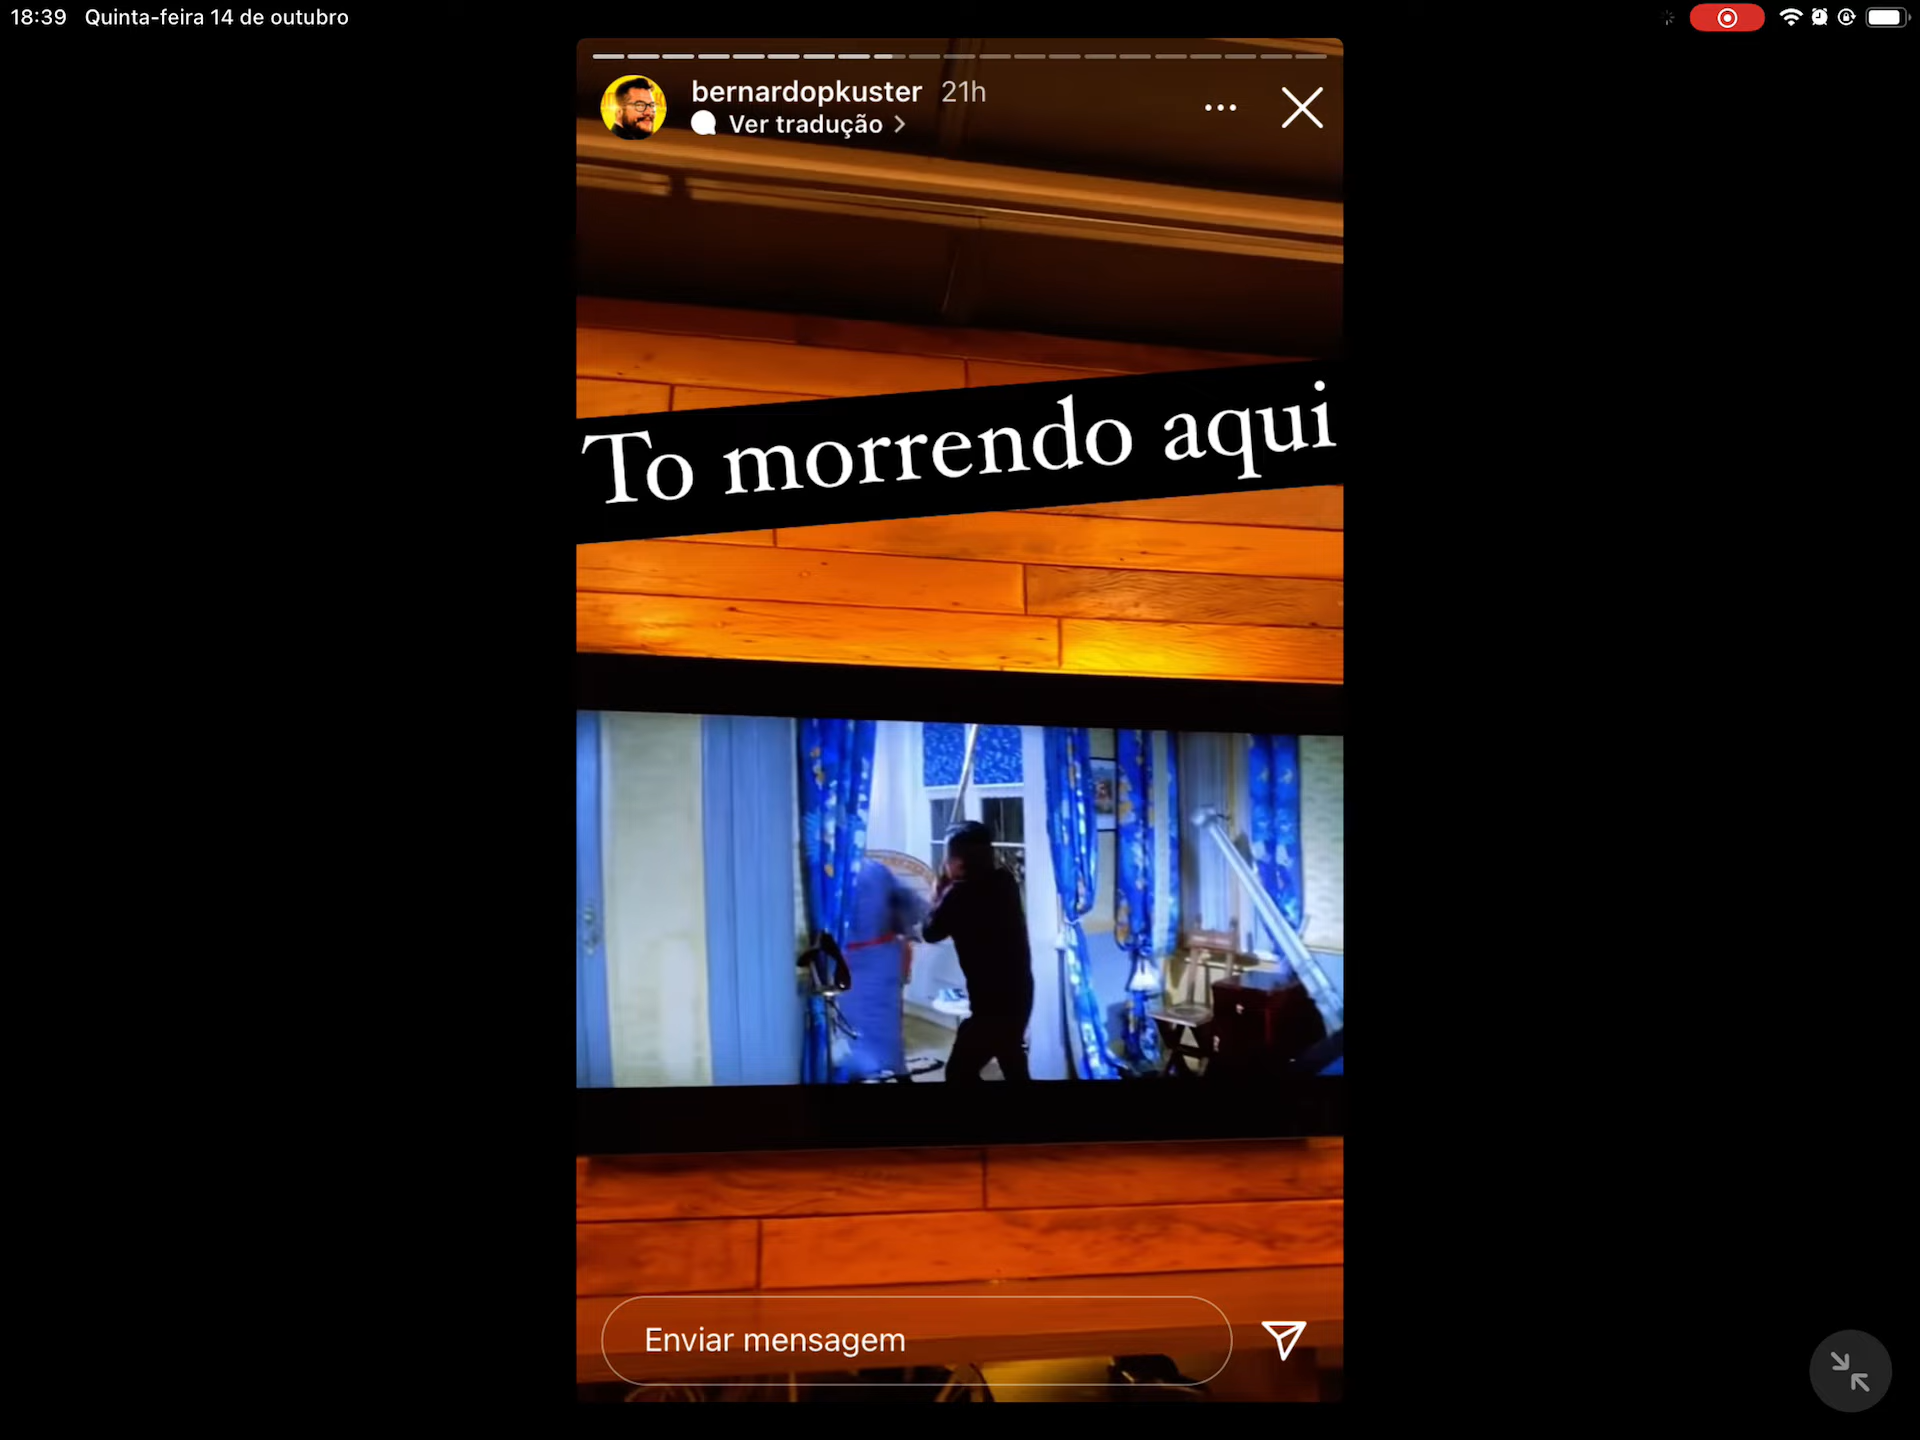 18:39 Quinta-feira 14 de outubro
bernardopkuster 21h
Ver tradução
To morrendo aqui
Enviar mensagem